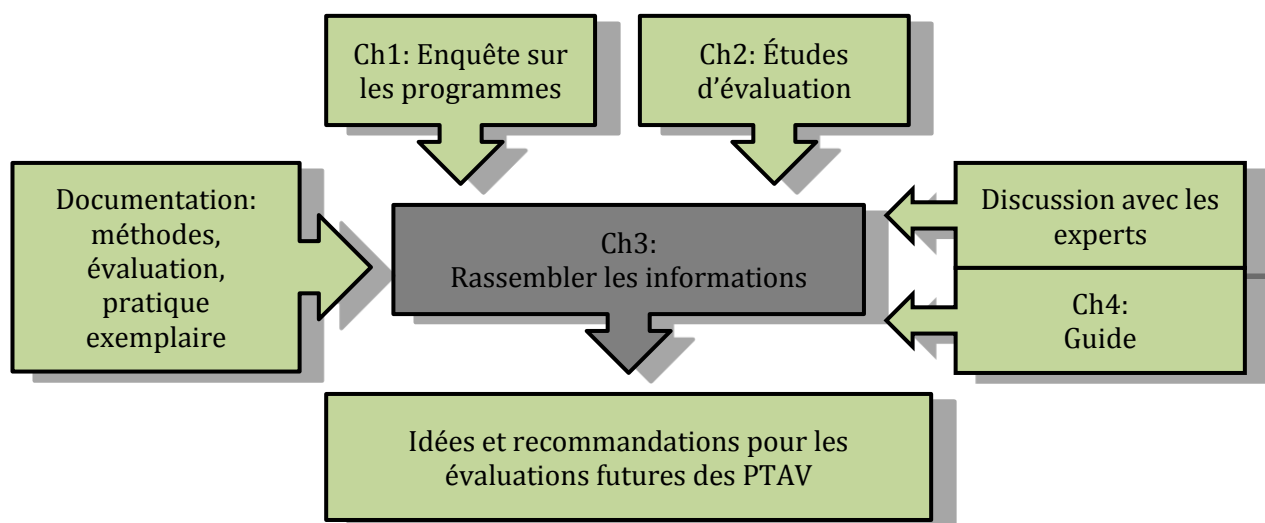 Ch1: Enquête sur
les programmes
Ch2: Études
d’évaluation
Documentation:
méthodes,
évaluation,
pratique
exemplaire
Ch3:
Rassembler les informations
Discussion avec les
experts
Ch4:
Guide
Idées et recommandations pour les
évaluations futures des PTAV